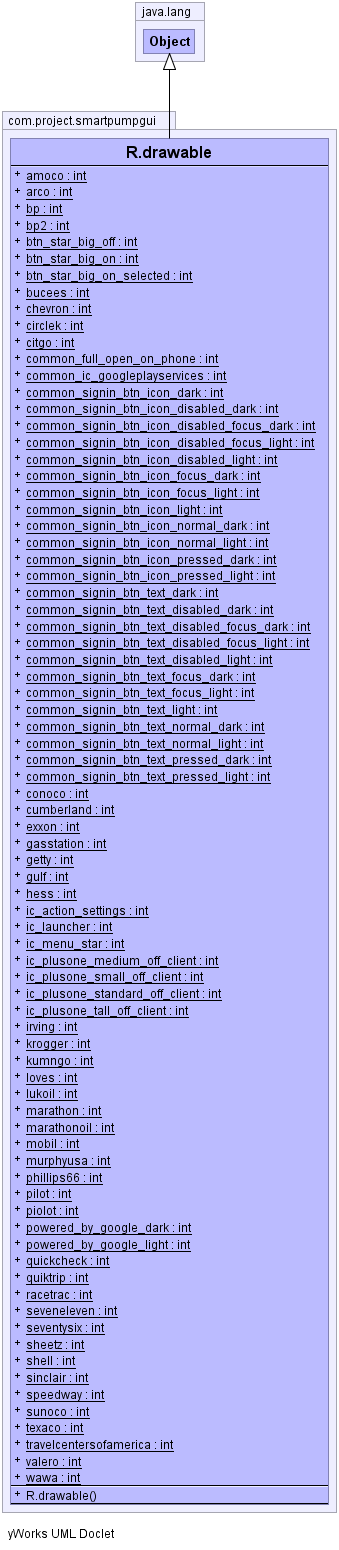 java.lang
Object
com.project.smartpumpgui
R.drawable
+ amoco : int
+ arco : int
+ bp : int
+ bp2 : int
+ btn_star_big_off : int
+ btn_star_big_on : int
+ btn_star_big_on_selected : int
+ bucees : int
+ chevron : int
+ circlek : int
+ citgo : int
+ common_full_open_on_phone : int
+ common_ic_googleplayservices : int
+ common_signin_btn_icon_dark : int
+ common_signin_btn_icon_disabled_dark : int
+ common_signin_btn_icon_disabled_focus_dark : int
+ common_signin_btn_icon_disabled_focus_light : int
+ common_signin_btn_icon_disabled_light : int
+ common_signin_btn_icon_focus_dark : int
+ common_signin_btn_icon_focus_light : int
+ common_signin_btn_icon_light : int
+ common_signin_btn_icon_normal_dark : int
+ common_signin_btn_icon_normal_light : int
+ common_signin_btn_icon_pressed_dark : int
+ common_signin_btn_icon_pressed_light : int
+ common_signin_btn_text_dark : int
+ common_signin_btn_text_disabled_dark : int
+ common_signin_btn_text_disabled_focus_dark : int
+ common_signin_btn_text_disabled_focus_light : int
+ common_signin_btn_text_disabled_light : int
+ common_signin_btn_text_focus_dark : int
+ common_signin_btn_text_focus_light : int
+ common_signin_btn_text_light : int
+ common_signin_btn_text_normal_dark : int
+ common_signin_btn_text_normal_light : int
+ common_signin_btn_text_pressed_dark : int
+ common_signin_btn_text_pressed_light : int
+ conoco : int
+ cumberland : int
+ exxon : int
+ gasstation : int
+ getty : int
+ gulf : int
+ hess : int
+ ic_action_settings : int
+ ic_launcher : int
+ ic_menu_star : int
+ ic_plusone_medium_off_client : int
+ ic_plusone_small_off_client : int
+ ic_plusone_standard_off_client : int
+ ic_plusone_tall_off_client : int
+ irving : int
+ krogger : int
+ kumngo : int
+ loves : int
+ lukoil : int
+ marathon : int
+ marathonoil : int
+ mobil : int
+ murphyusa : int
+ phillips66 : int
+ pilot : int
+ piolot : int
+ powered_by_google_dark : int
+ powered_by_google_light : int
+ quickcheck : int
+ quiktrip : int
+ racetrac : int
+ seveneleven : int
+ seventysix : int
+ sheetz : int
+ shell : int
+ sinclair : int
+ speedway : int
+ sunoco : int
+ texaco : int
+ travelcentersofamerica : int
+ valero : int
+ wawa : int
+ R.drawable()
yWorks UML Doclet